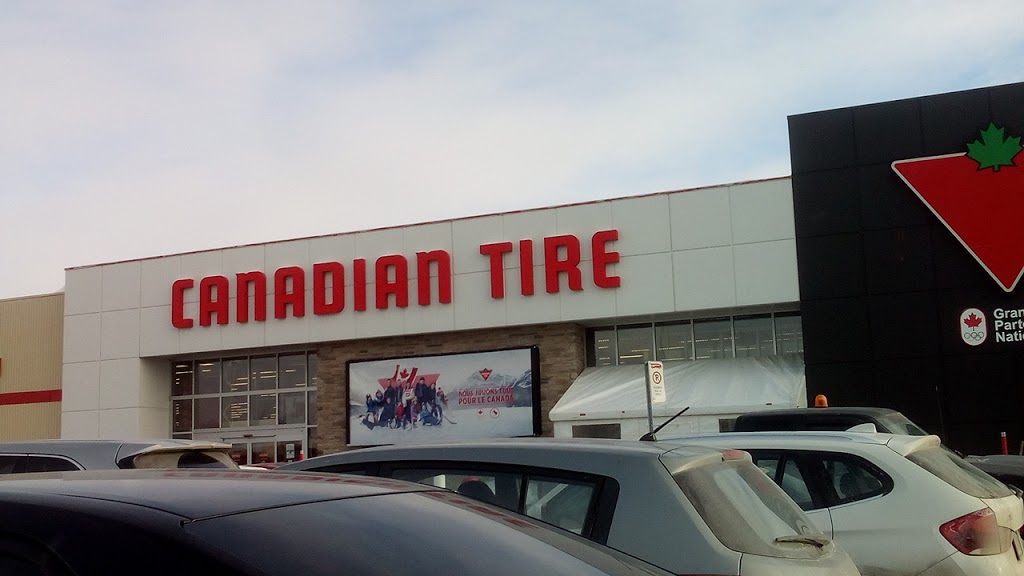 CANADIAN TIRE
NOUS JOUONS TOUS
POUR LE CANADA
Gran
Parte
Natio